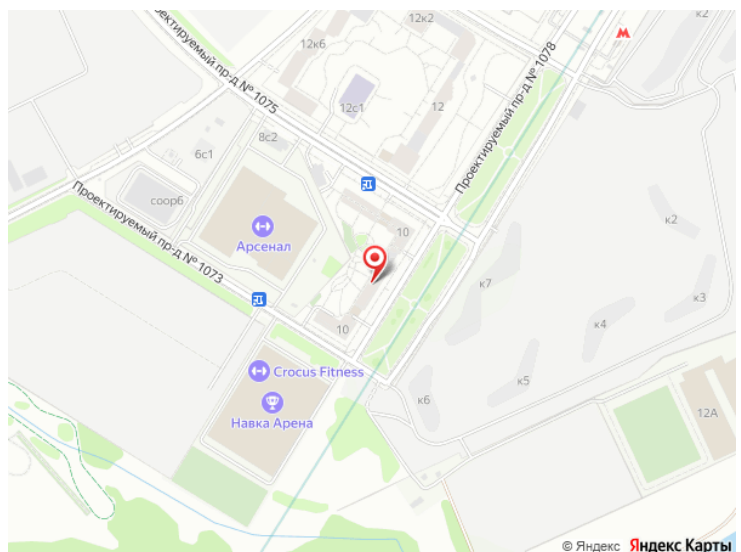 к2
12к2
М
12к6
ктируемый пр-д № 1075
Проектируемый пр-д № 1078
12с1
12
8с2
6с1
соор6
Проектируемый пр-д № 1073
10
к2
Арсенал
к7
к3
10
к4
Crocus Fitness
к5
к6
Навка Арена
12А
© Яндекс Яндекс Карты